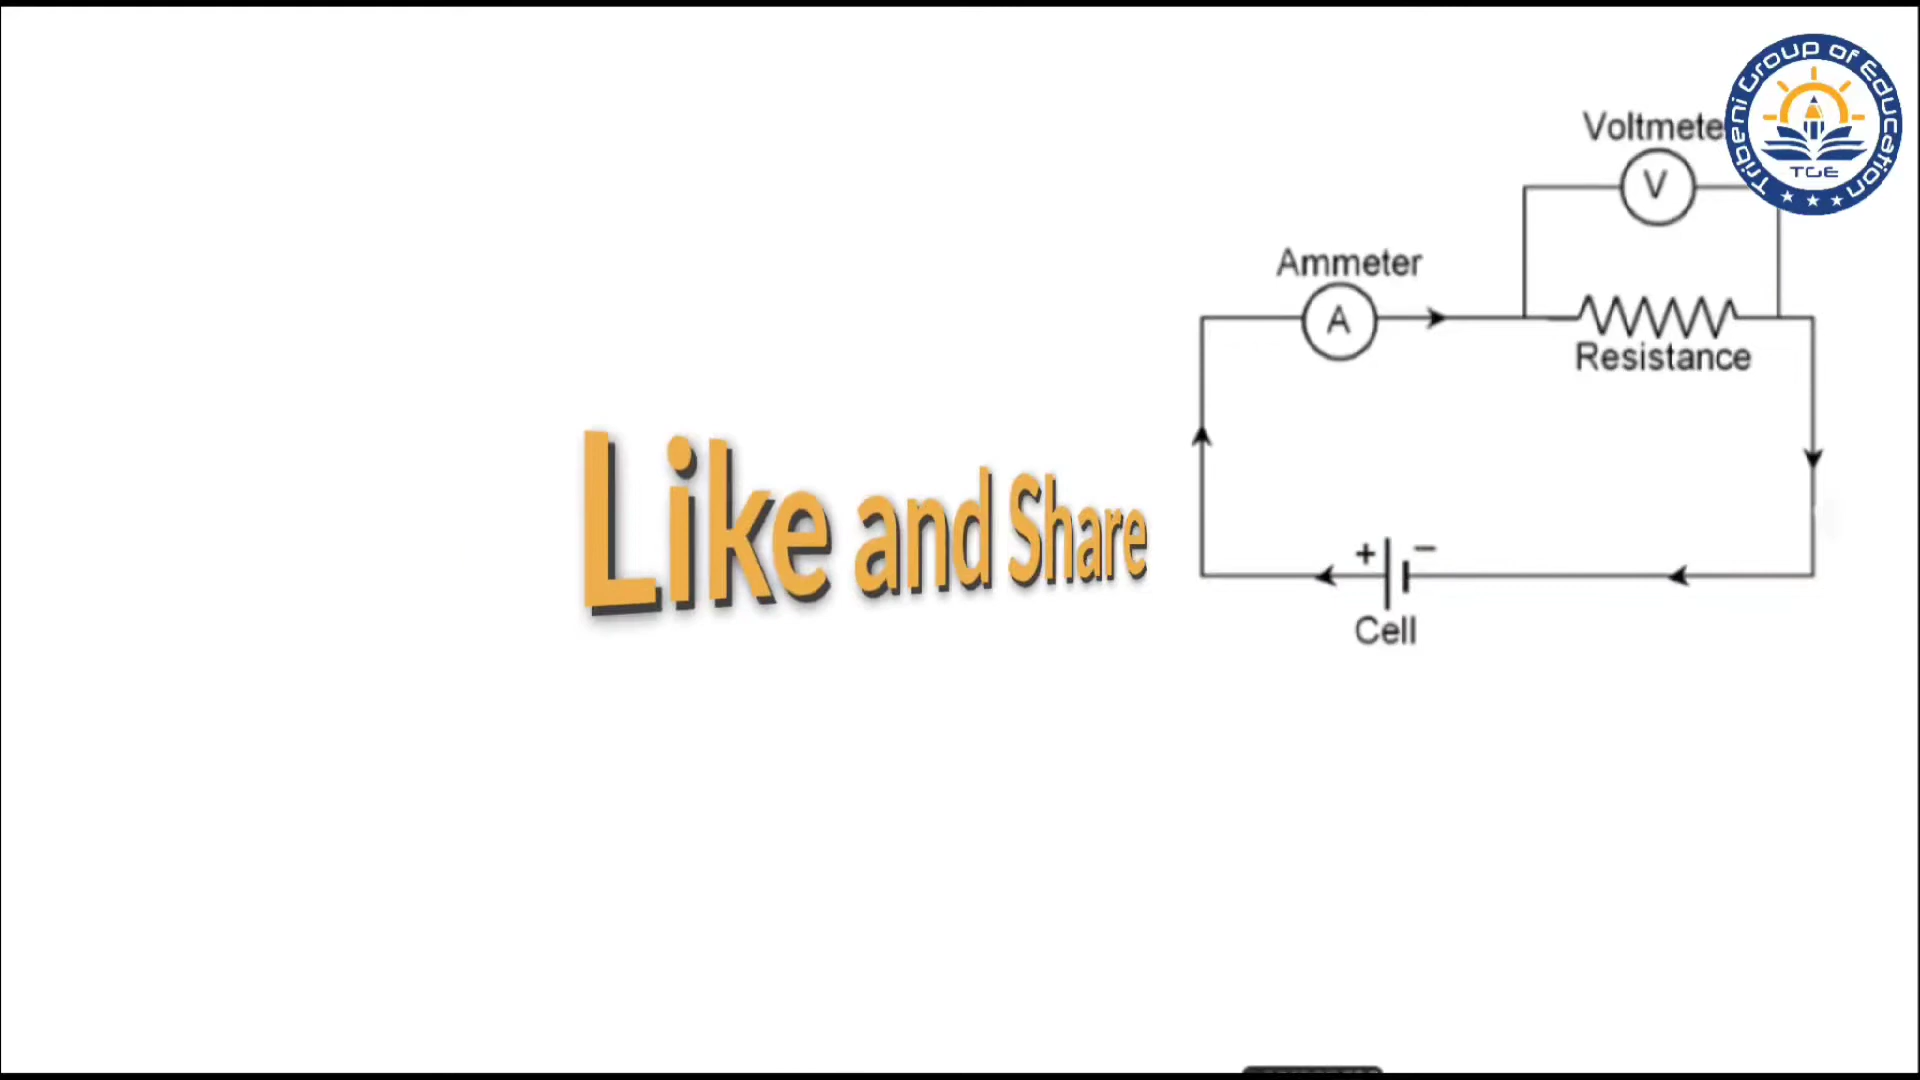 Tribeni Group of Education
TGE
Voltmete
V
Ammeter
A
Resistance
Like and Share
+ −
Cell